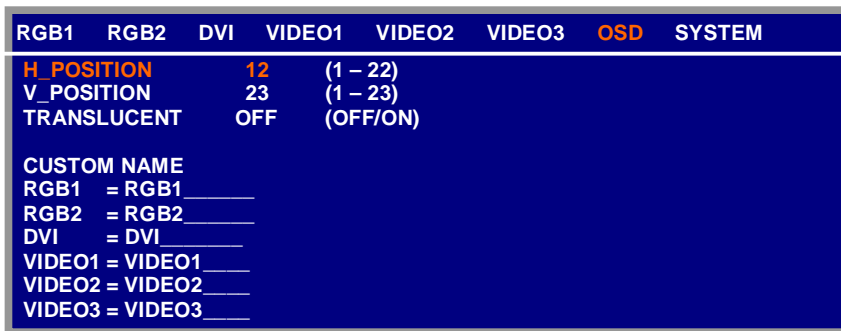 RGB1 RGB2 DVI VIDEO1 VIDEO2 VIDEO3 OSD SYSTEM
H_POSITION 12 (1 – 22)
V_POSITION 23 (1 – 23)
TRANSLUCENT OFF (OFF/ON)
CUSTOM NAME
RGB1 = RGB1______
RGB2 = RGB2______
DVI = DVI_______
VIDEO1 = VIDEO1____
VIDEO2 = VIDEO2____
VIDEO3 = VIDEO3____